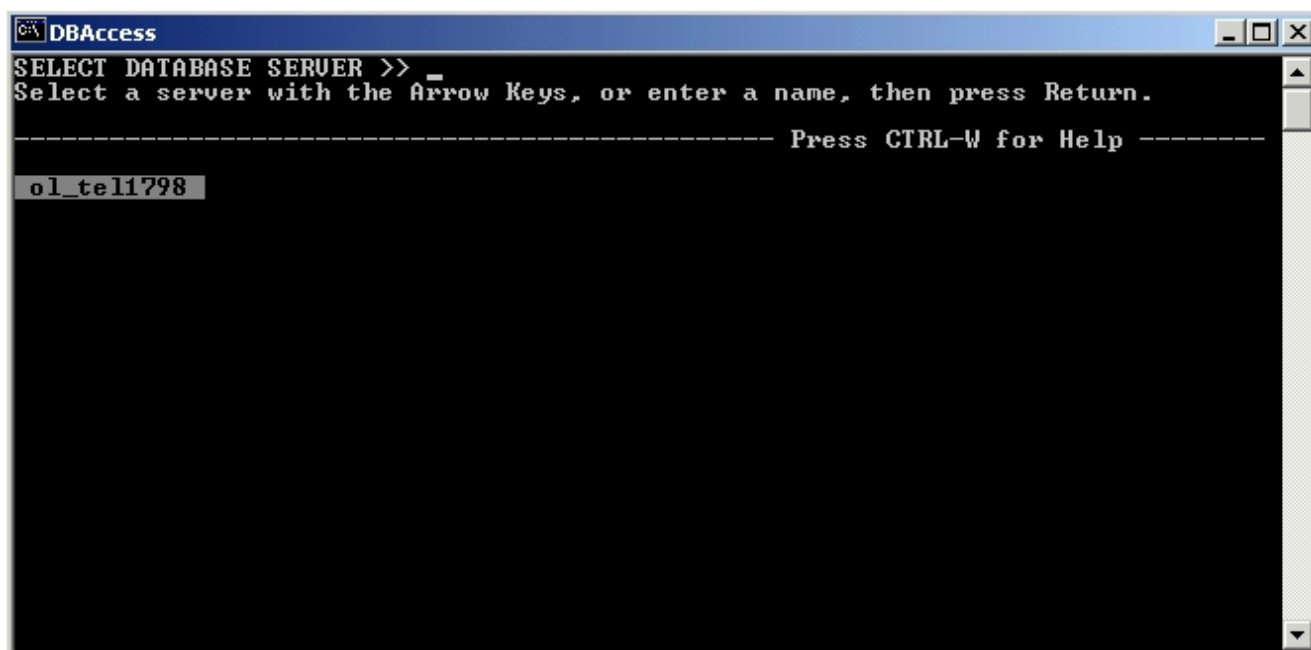 DBAccess
SELECT DATABASE SERVER >> _
Select a server with the Arrow Keys, or enter a name, then press Return.
------------------------------------------------ Press CTRL-W for Help --------
ol_tel1798